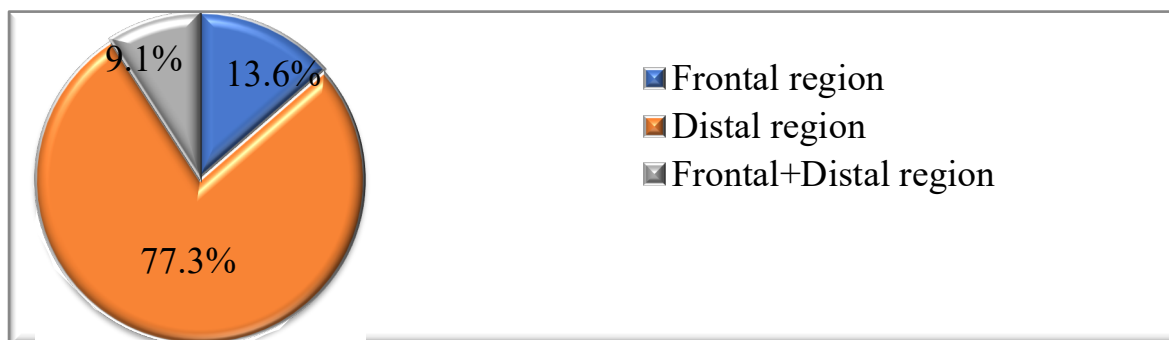 9.1%
13.6%
77.3%
Frontal region
Distal region
Frontal+Distal region